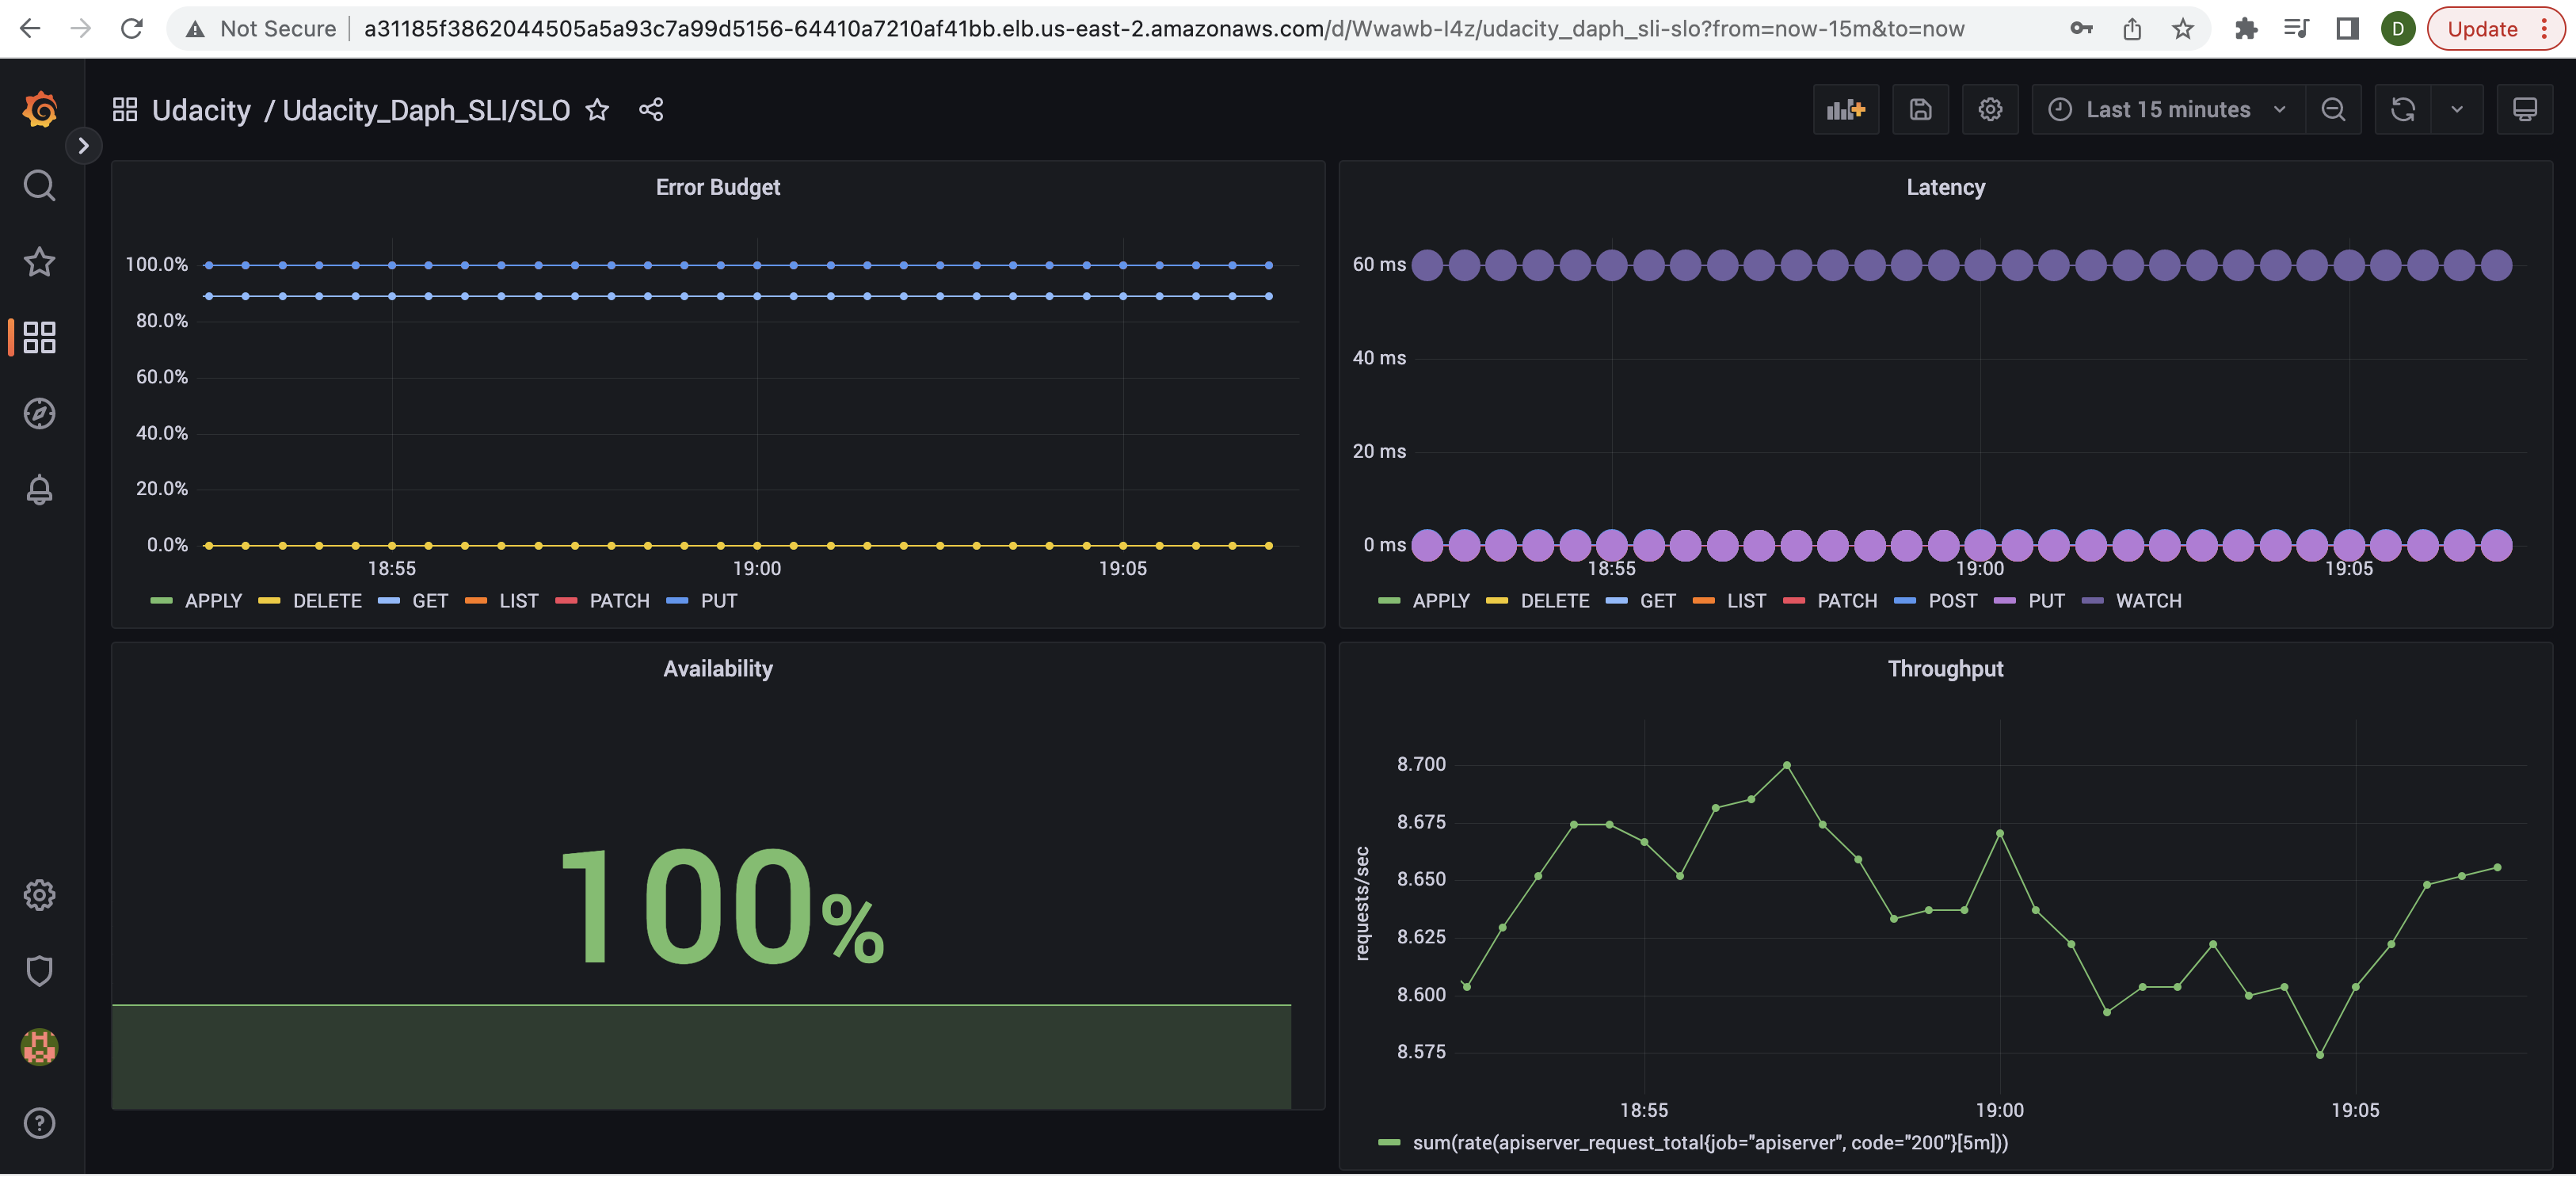 Not Secure a31185f3862044505a5a93c7a99d5156-64410a7210af41bb.elb.us-east-2.amazonaws.com/d/Wwawb-I4z/udacity_daph_sli-slo?from=now-15m&to=now D Update
Udacity / Udacity_Daph_SLI/SLO Last 15 minutes
Error Budget
100.0%
80.0%
60.0%
40.0%
20.0%
0.0%
18:55 19:00 19:05
APPLY DELETE GET LIST PATCH PUT
Latency
60 ms
40 ms
20 ms
0 ms
18:55 19:00 19:05
APPLY DELETE GET LIST PATCH POST PUT WATCH
Availability
100%
Throughput
requests/sec
8.700
8.675
8.650
8.625
8.600
8.575
18:55 19:00 19:05
sum(rate(apiserver_request_total{job="apiserver", code="200"}[5m]))